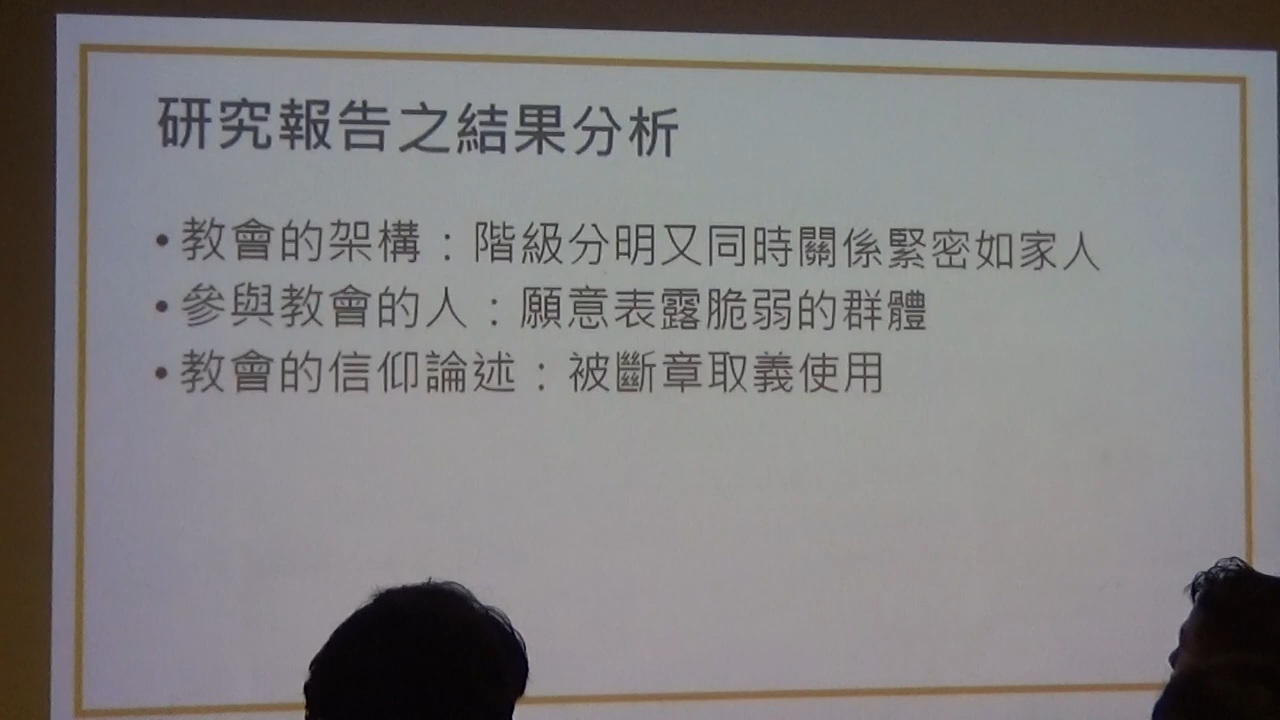 研究報告之結果分析
• 教會的架構：階級分明又同時關係緊密如家人
• 參與教會的人：願意表露脆弱的群體
• 教會的信仰論述：被斷章取義使用